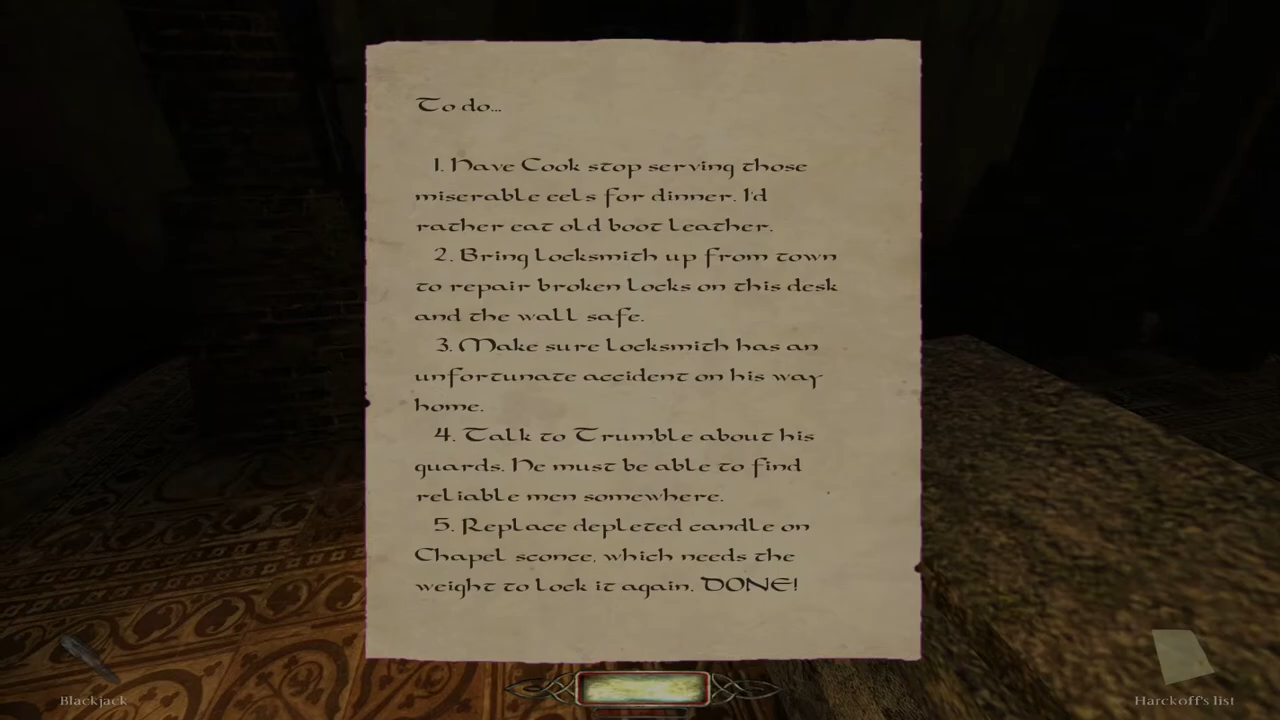 To do...
1. Have Cook stop serving those
miserable eels for dinner. I'd
rather eat old boot leather.
2. Bring locksmith up from town
to repair broken locks on this desk
and the wall safe.
3. Make sure locksmith has an
unfortunate accident on his way
home.
4. Talk to Trumble about his
guards. He must be able to find
reliable men somewhere.
5. Replace depleted candle on
Chapel sconce, which needs the
weight to lock it again. DONE!
Blackjack
Harckoff's list